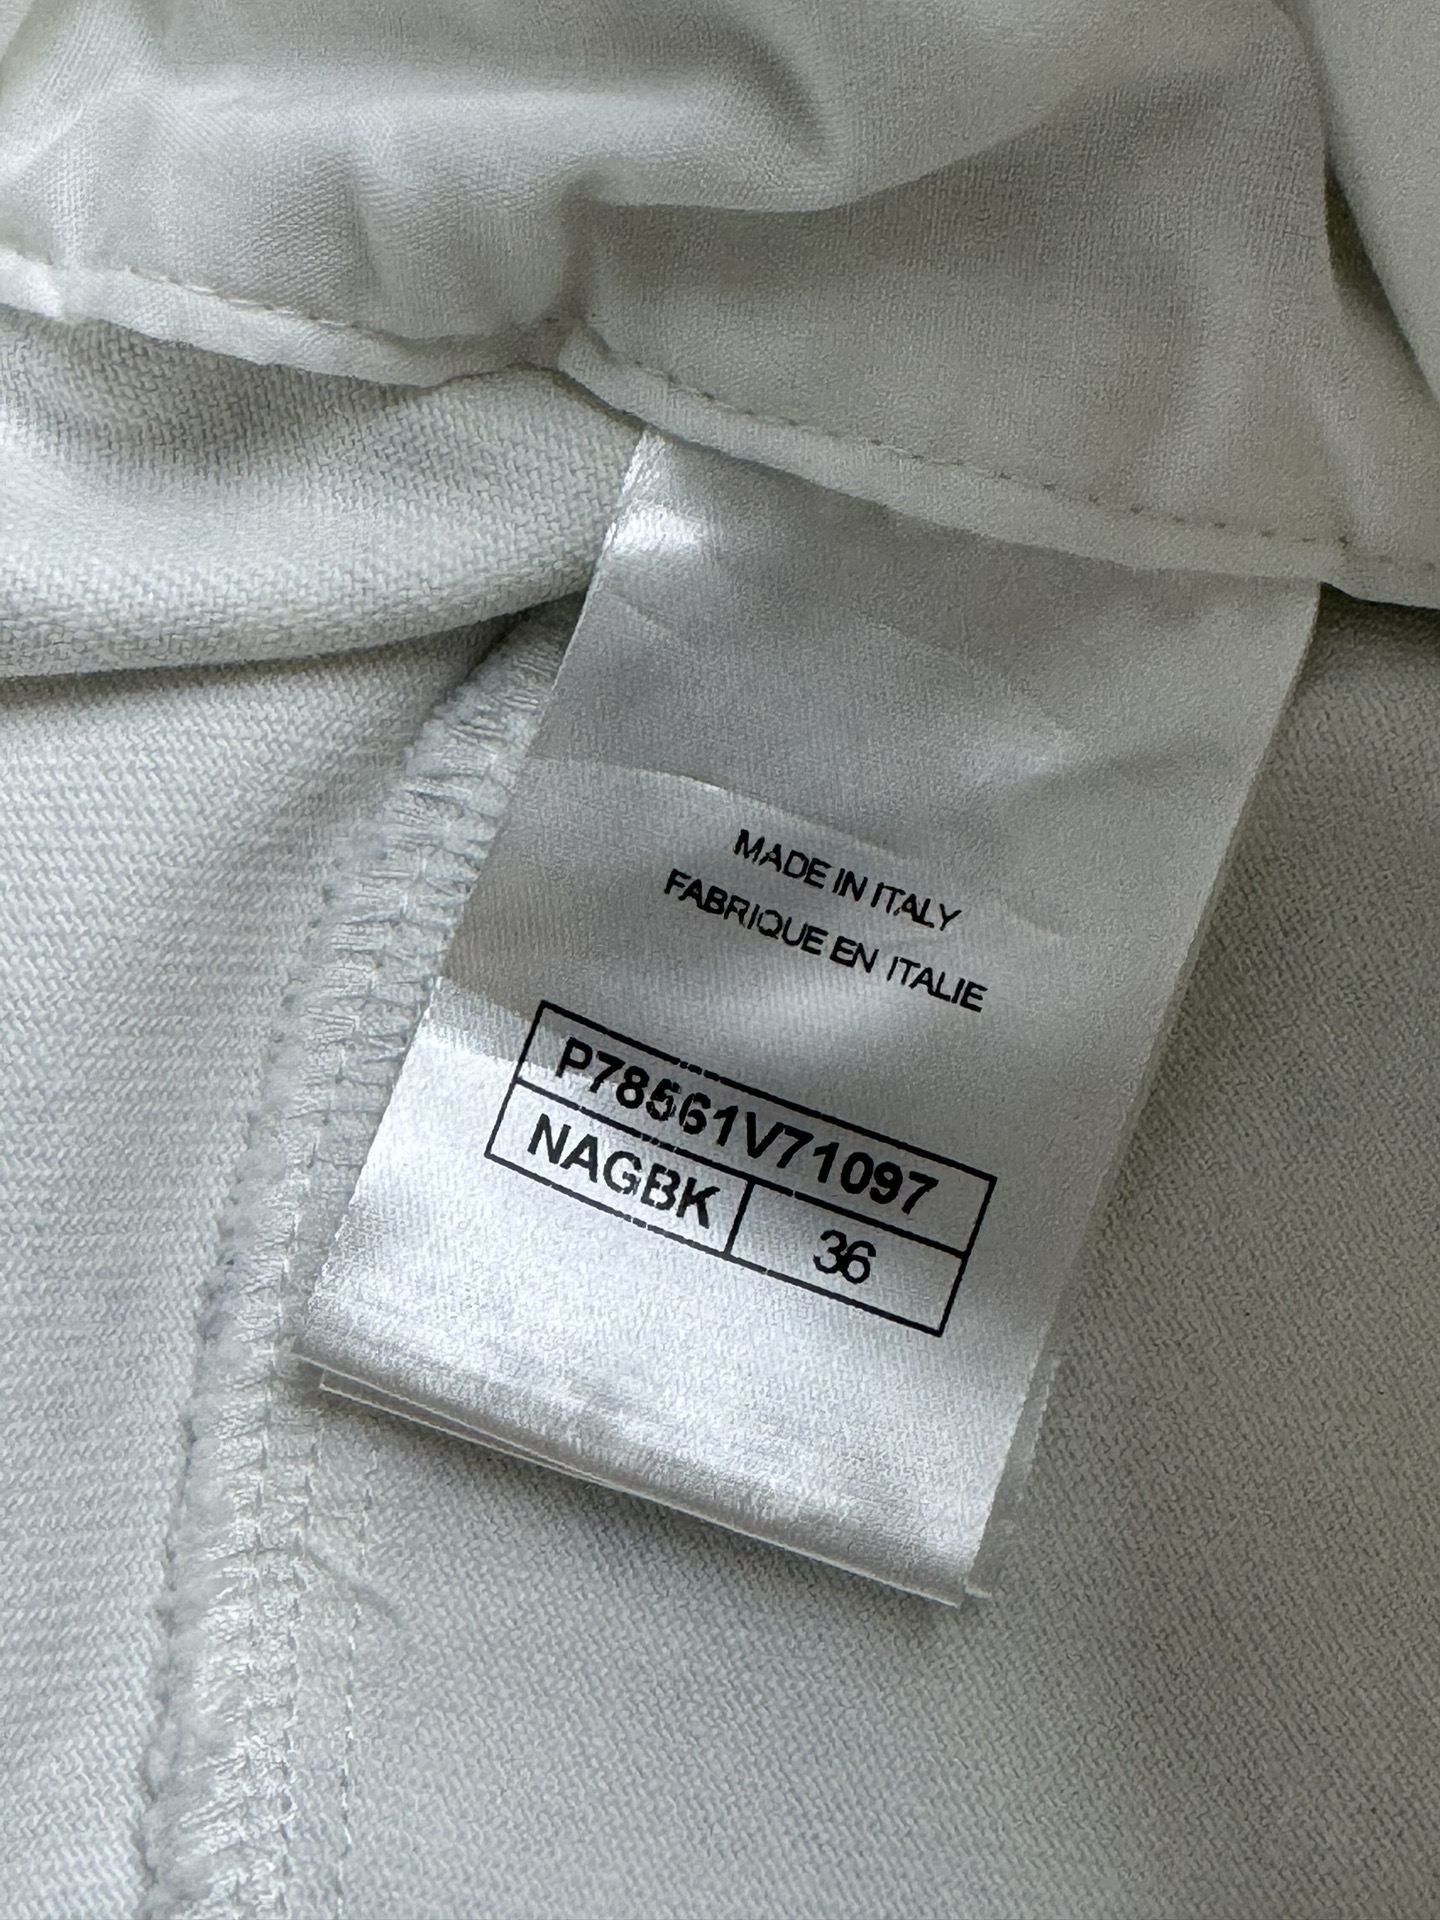 MADE IN ITALY
FABRIQUE EN ITALIE
P78561V71097
NAGBK 36